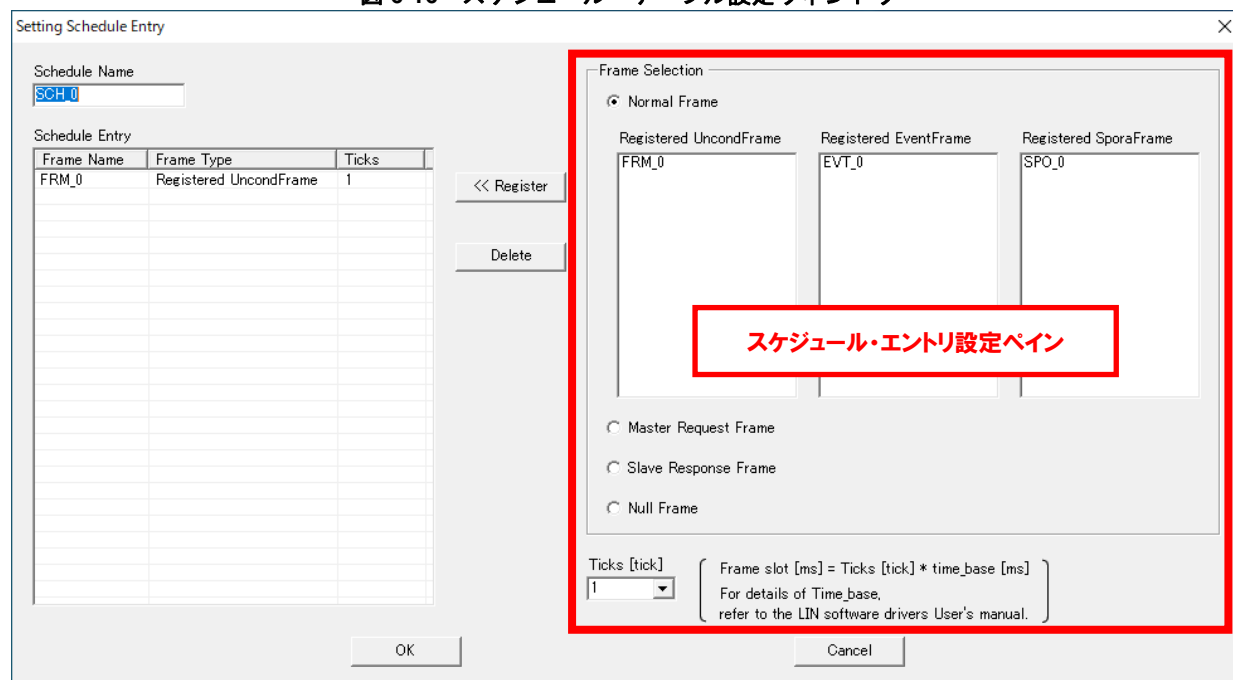 Setting Schedule Entry
Schedule Name
SCH_0
Schedule Entry
Frame Name Frame Type Ticks
FRM_0 Registered UncondFrame 1
<< Register
Delete
Frame Selection
Normal Frame
Registered UncondFrame Registered EventFrame Registered SporaFrame
FRM_0 EVT_0 SPO_0
スケジュール・エントリ設定ペイン
Master Request Frame
Slave Response Frame
Null Frame
Ticks [tick]
1
Frame slot [ms] = Ticks [tick] * time_base [ms]
For details of Time_base,
refer to the LIN software drivers User's manual.
OK
Cancel